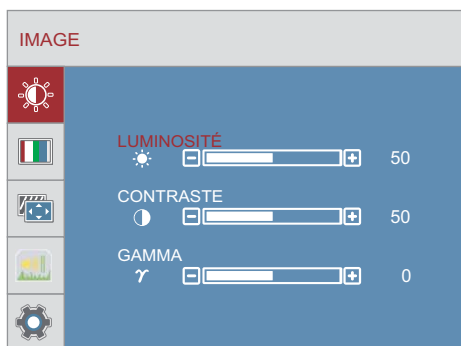 IMAGE
LUMINOSITÉ
50
CONTRASTE
50
GAMMA
γ 0